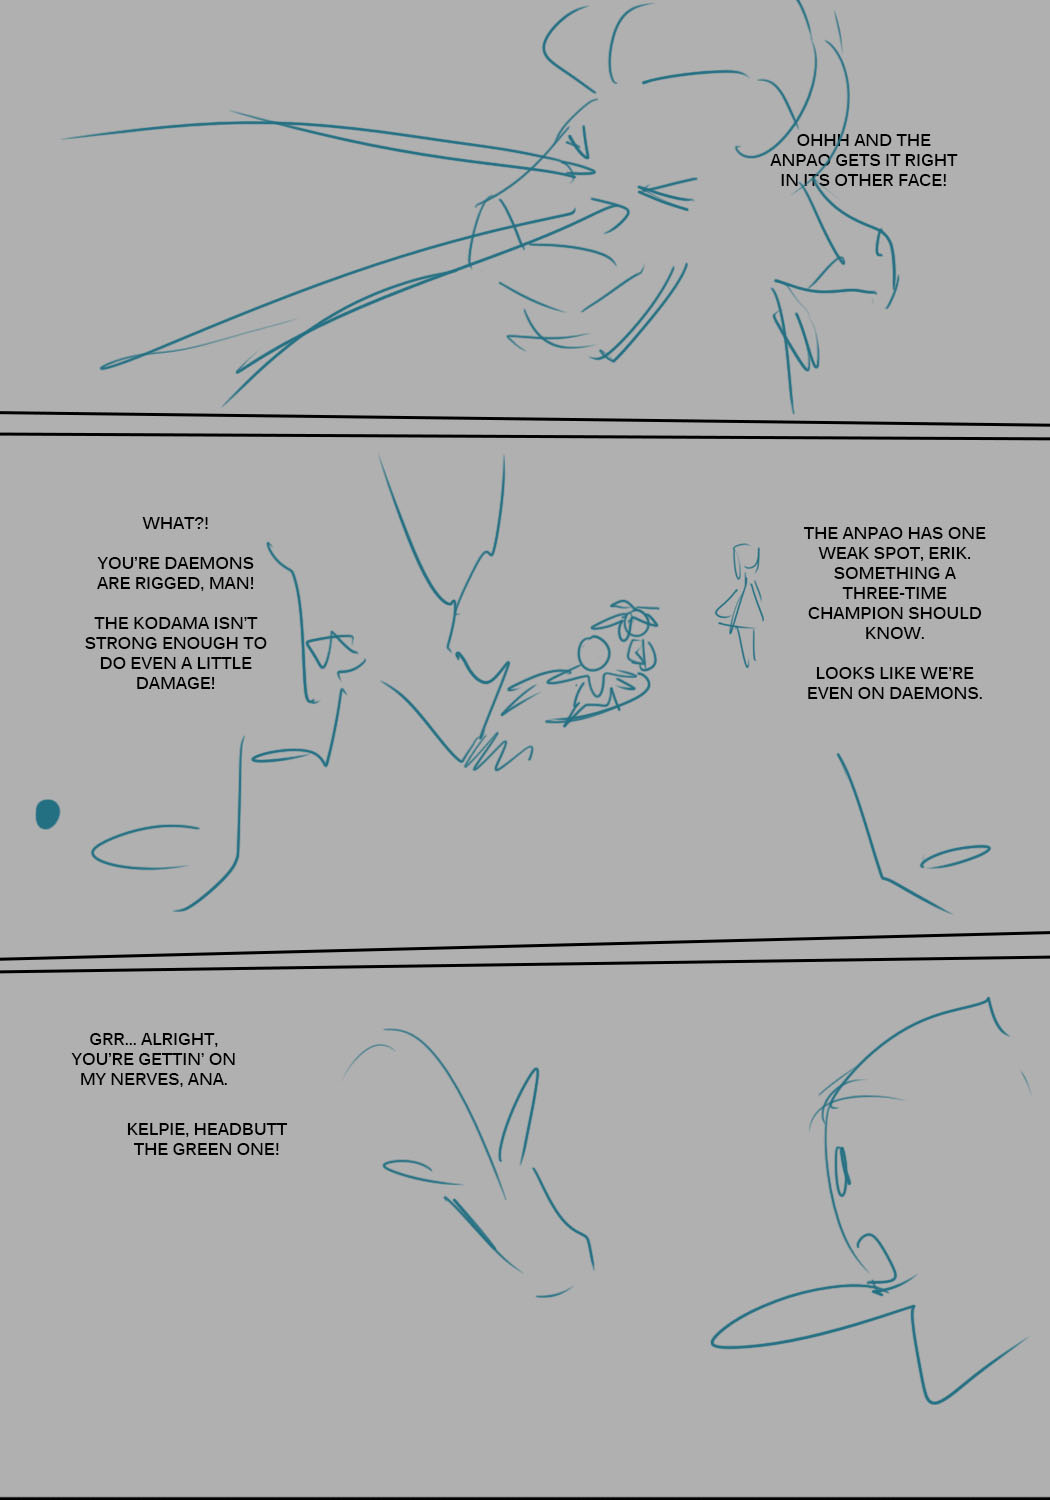 OHHH AND THE
ANPAO GETS IT RIGHT
IN ITS OTHER FACE!
WHAT?!
YOU'RE DAEMONS
ARE RIGGED, MAN!
THE KODAMA ISN'T
STRONG ENOUGH TO
DO EVEN A LITTLE
DAMAGE!
THE ANPAO HAS ONE
WEAK SPOT, ERIK.
SOMETHING A
THREE-TIME
CHAMPION SHOULD
KNOW.
LOOKS LIKE WE'RE
EVEN ON DAEMONS.
GRR... ALRIGHT,
YOU'RE GETTIN' ON
MY NERVES, ANA.
KELPIE, HEADBUTT
THE GREEN ONE!